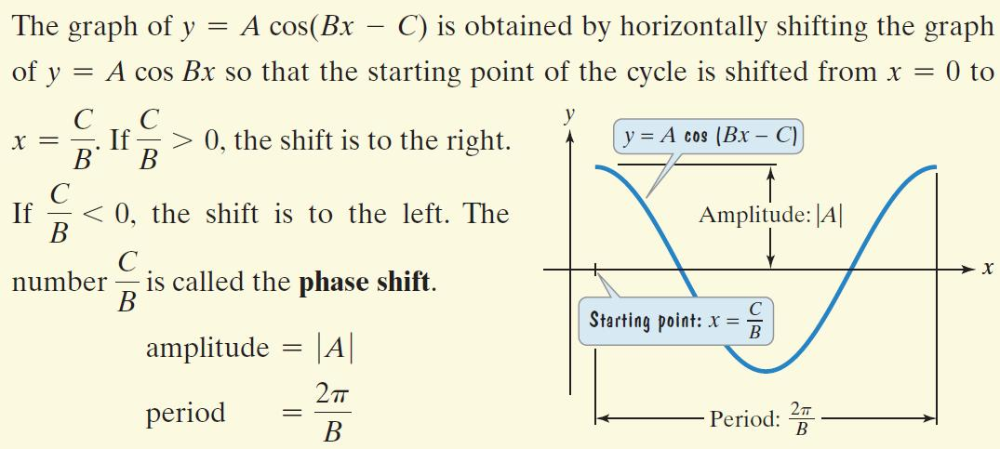 The graph of y = A cos(Bx − C) is obtained by horizontally shifting the graph
of y = A cos Bx so that the starting point of the cycle is shifted from x = 0 to
x = C/B. If C/B > 0, the shift is to the right.
If C/B < 0, the shift is to the left. The
number C/B is called the phase shift.
amplitude = |A|
period = 2π/B
y
y = A cos (Bx − C)
Amplitude: |A|
x
Starting point: x = C/B
Period: 2π/B